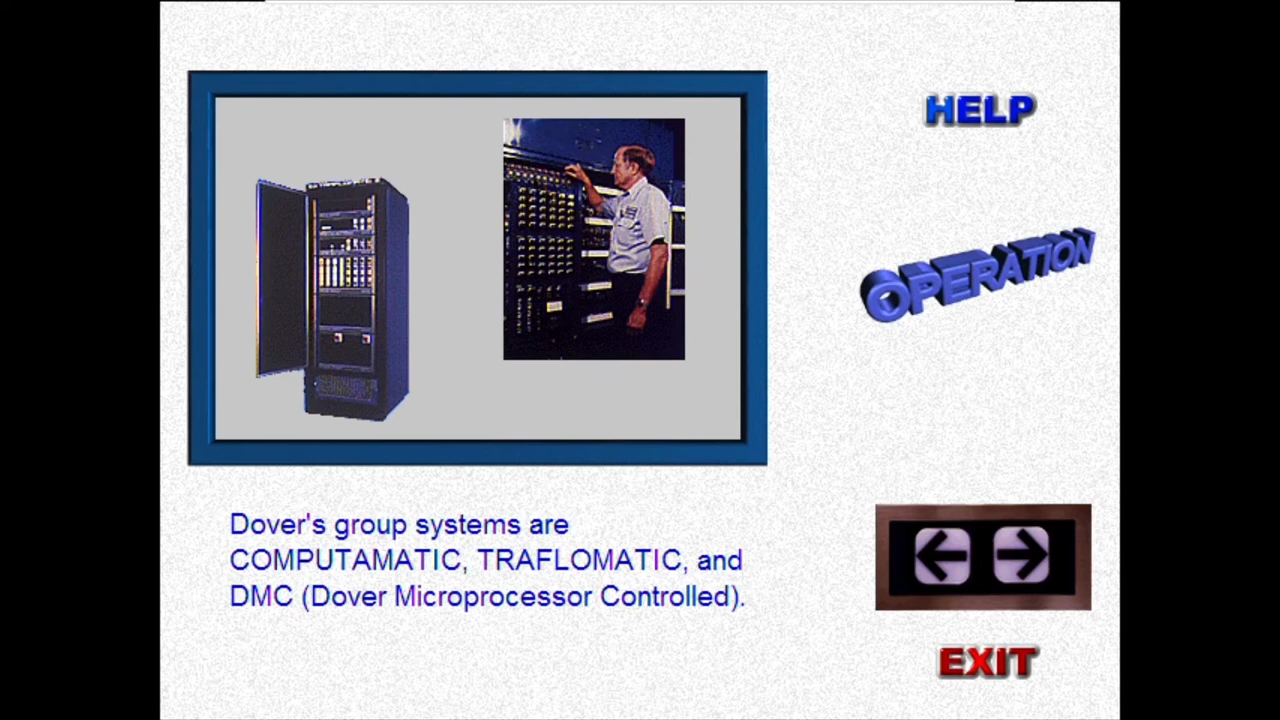 HELP
OPERATION
Dover's group systems are
COMPUTAMATIC, TRAFLOMATIC, and
DMC (Dover Microprocessor Controlled).
EXIT